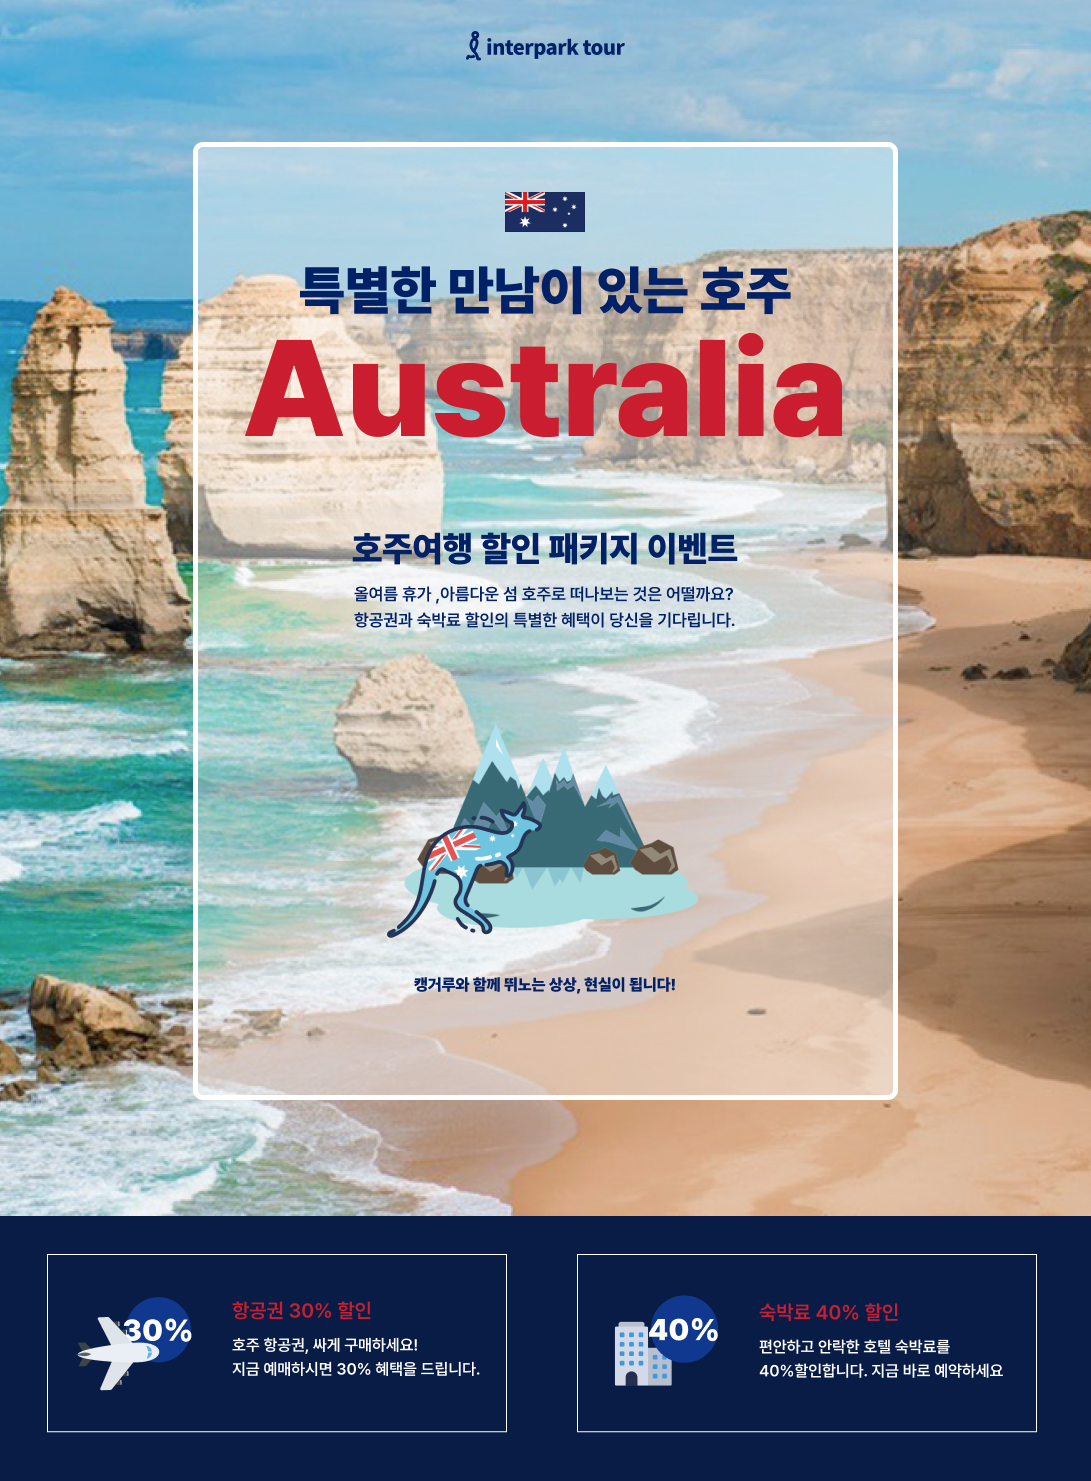 interpark tour
특별한 만남이 있는 호주
Australia
호주여행 할인 패키지 이벤트
올여름 휴가 ,아름다운 섬 호주로 떠나보는 것은 어떨까요?
항공권과 숙박료 할인의 특별한 혜택이 당신을 기다립니다.
캥거루와 함께 뛰노는 상상, 현실이 됩니다!
30%
항공권 30% 할인
호주 항공권, 싸게 구매하세요!
지금 예매하시면 30% 혜택을 드립니다.
40%
숙박료 40% 할인
편안하고 안락한 호텔 숙박료를
40%할인합니다. 지금 바로 예약하세요